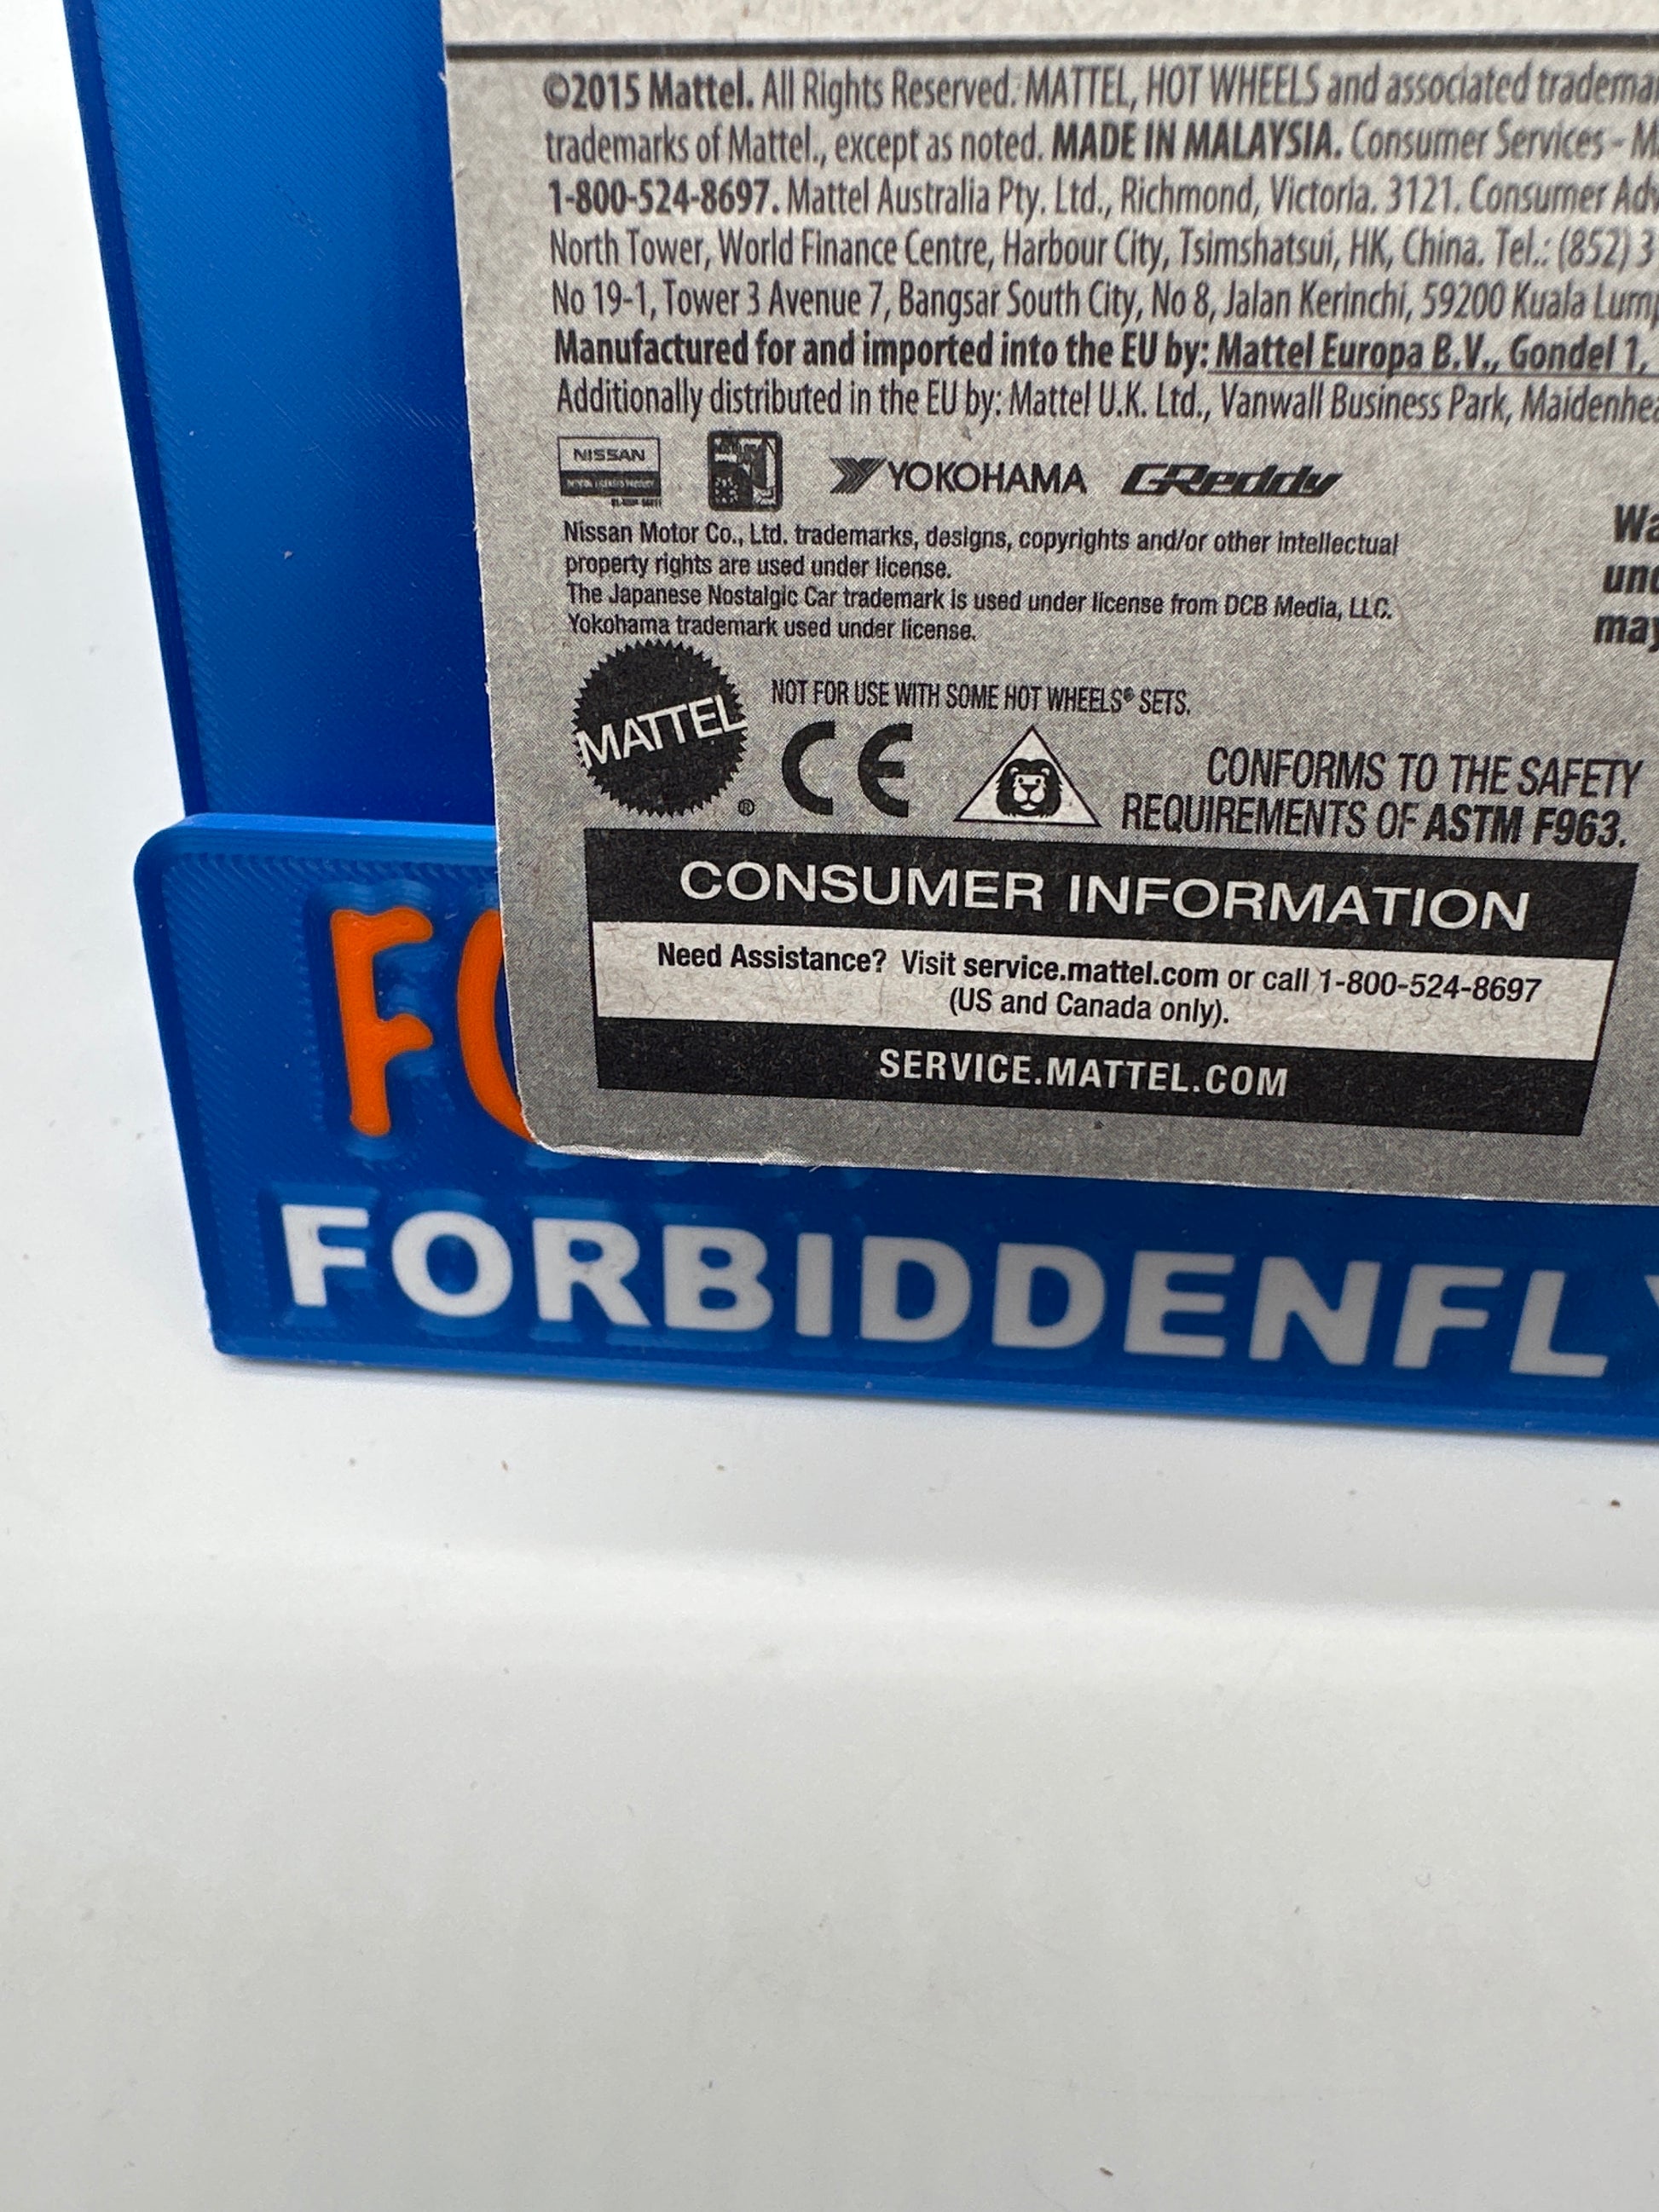 ©2015 Mattel. All Rights Reserved. MATTEL, HOT WHEELS and associated
trademarks of Mattel., except as noted. MADE IN MALAYSIA. Consumer Services -
1-800-524-8697. Mattel Australia Pty. Ltd., Richmond, Victoria. 3121. Consumer
North Tower, World Finance Centre, Harbour City, Tsimshatsui, HK, China. Tel.: (852) 3
No 19-1, Tower 3 Avenue 7, Bangsar South City, No 8, Jalan Kerinchi, 59200 Kuala
Manufactured for and imported into the EU by: Mattel Europa B.V., Gondel 1,
Additionally distributed in the EU by: Mattel U.K. Ltd., Vanwall Business Park,
NISSAN
YOKOHAMA GReddy
Nissan Motor Co., Ltd. trademarks, designs, copyrights and/or other intellectual
property rights are used under license.
The Japanese Nostalgic Car trademark is used under license from DCB Media, LLC.
Yokohama trademark used under license.
MATTEL ®
NOT FOR USE WITH SOME HOT WHEELS® SETS.
CE
CONFORMS TO THE SAFETY
REQUIREMENTS OF ASTM F963.
CONSUMER INFORMATION
Need Assistance? Visit service.mattel.com or call 1-800-524-8697
(US and Canada only).
SERVICE.MATTEL.COM
FORBIDDENFL